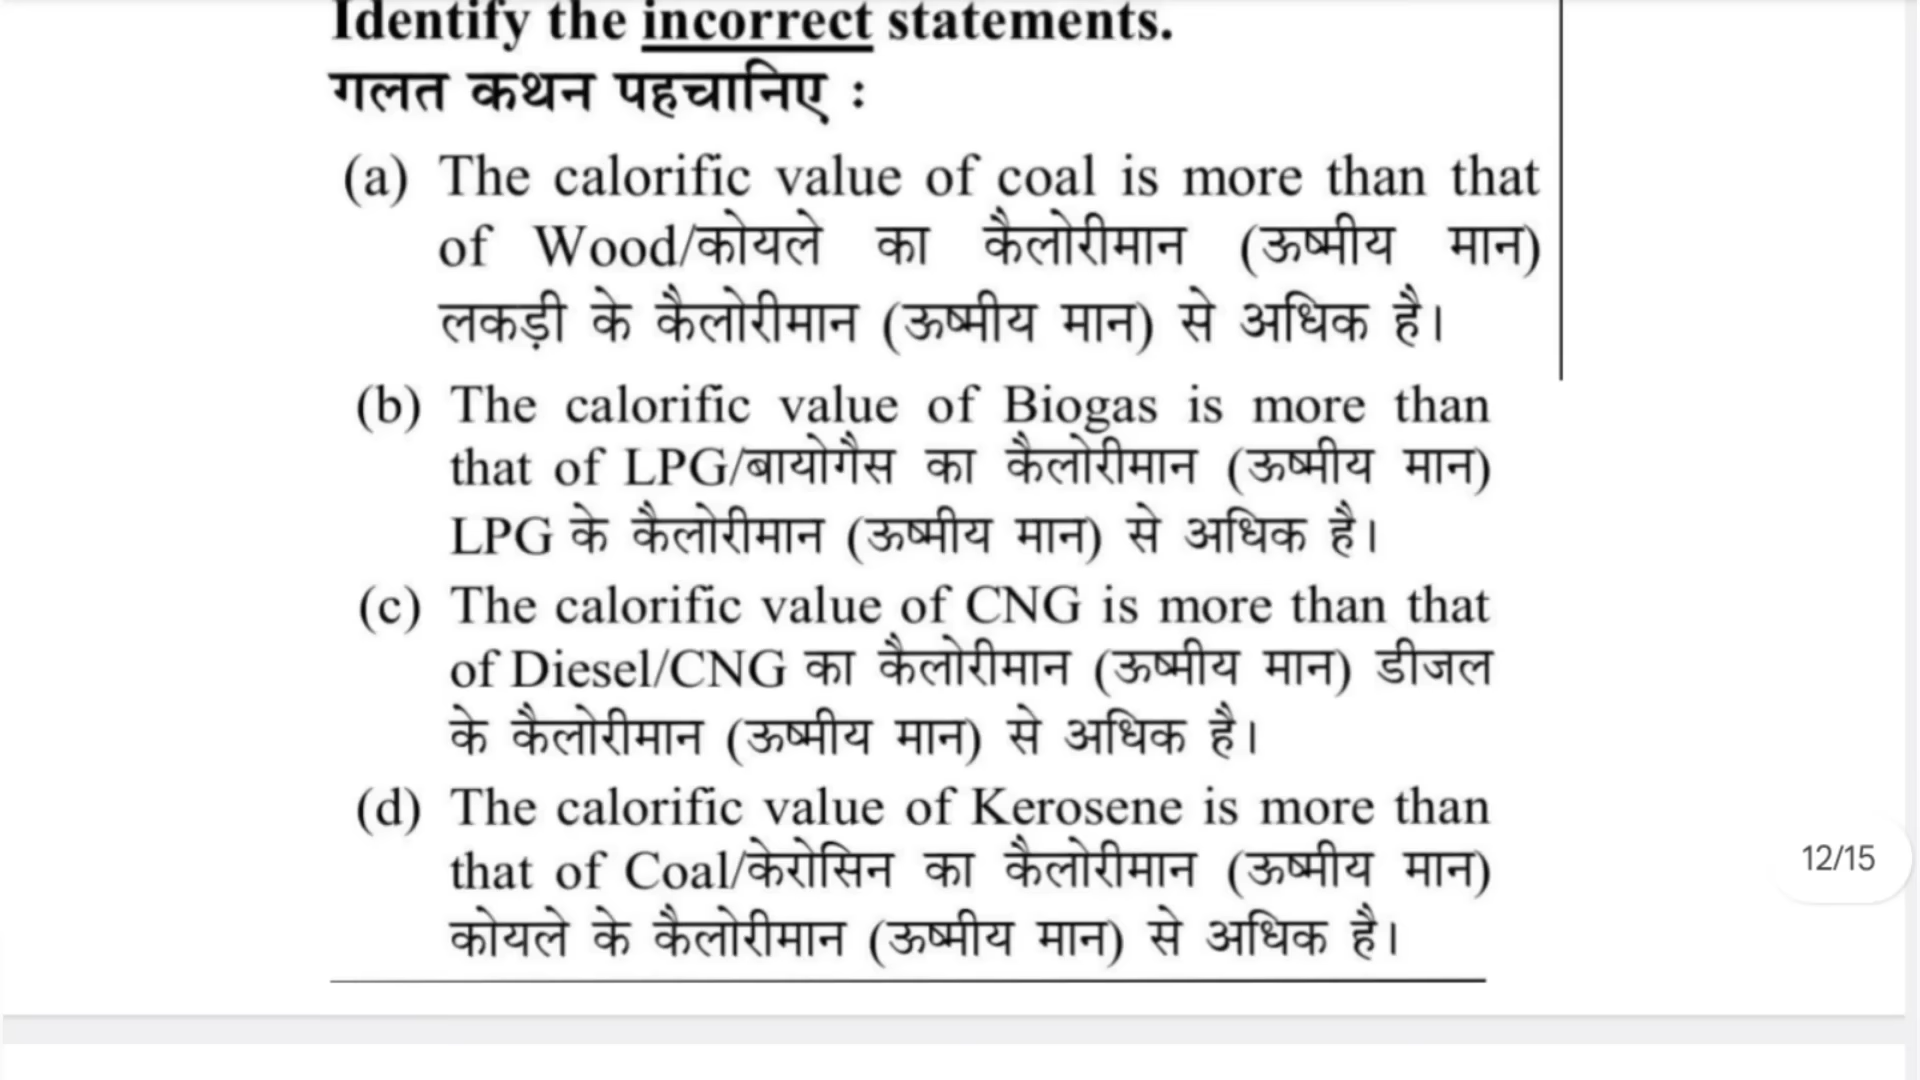 Identify the incorrect statements.
गलत कथन पहचानिए :
(a) The calorific value of coal is more than that
of Wood/कोयले का कैलोरीमान (ऊष्मीय मान)
लकड़ी के कैलोरीमान (ऊष्मीय मान) से अधिक है।
(b) The calorific value of Biogas is more than
that of LPG/बायोगैस का कैलोरीमान (ऊष्मीय मान)
LPG के कैलोरीमान (ऊष्मीय मान) से अधिक है।
(c) The calorific value of CNG is more than that
of Diesel/CNG का कैलोरीमान (ऊष्मीय मान) डीजल
के कैलोरीमान (ऊष्मीय मान) से अधिक है।
(d) The calorific value of Kerosene is more than
that of Coal/केरोसिन का कैलोरीमान (ऊष्मीय मान)
12/15
कोयले के कैलोरीमान (ऊष्मीय मान) से अधिक है।